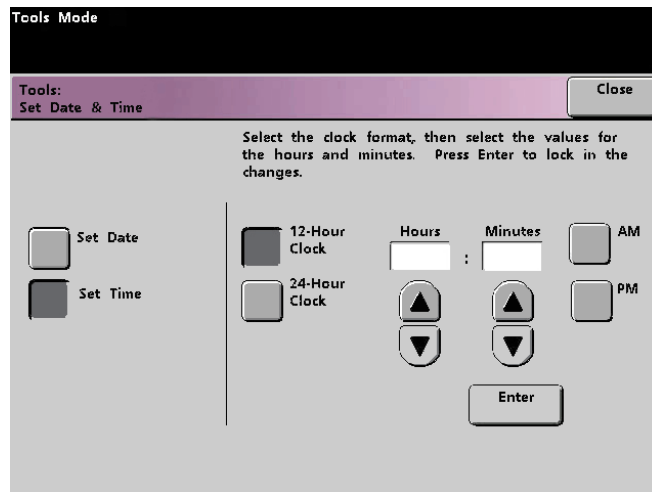 Tools Mode
Tools:
Set Date & Time
Close
Select the clock format, then select the values for
the hours and minutes. Press Enter to lock in the
changes.
Set Date
Set Time
12-Hour
Clock
24-Hour
Clock
Hours
Minutes
:
AM
PM
Enter